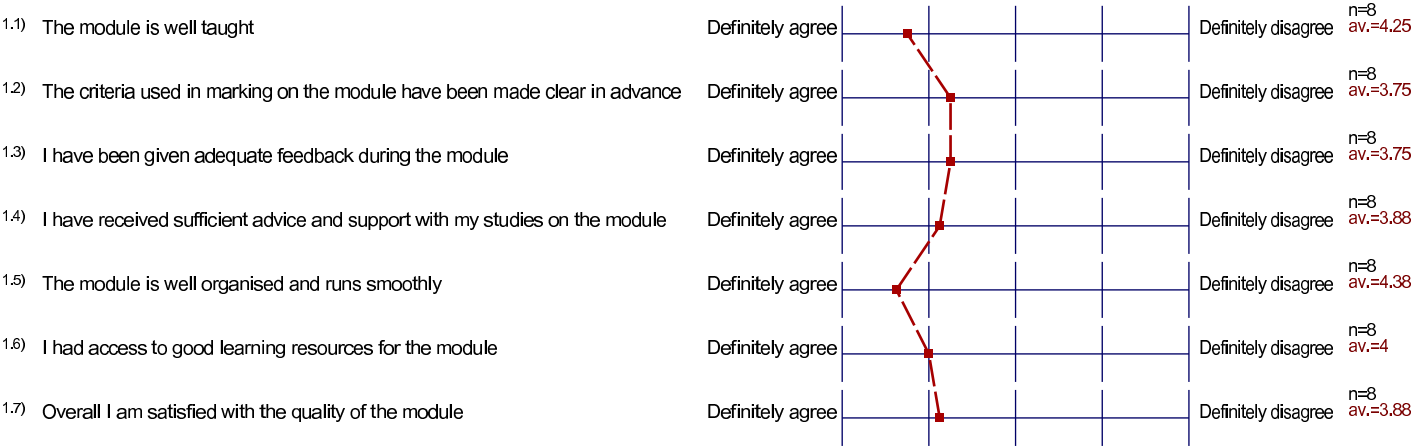 1.1) The module is well taught Definitely agree Definitely disagree n=8 av.=4.25
1.2) The criteria used in marking on the module have been made clear in advance Definitely agree Definitely disagree n=8 av.=3.75
1.3) I have been given adequate feedback during the module Definitely agree Definitely disagree n=8 av.=3.75
1.4) I have received sufficient advice and support with my studies on the module Definitely agree Definitely disagree n=8 av.=3.88
1.5) The module is well organised and runs smoothly Definitely agree Definitely disagree n=8 av.=4.38
1.6) I had access to good learning resources for the module Definitely agree Definitely disagree n=8 av.=4
1.7) Overall I am satisfied with the quality of the module Definitely agree Definitely disagree n=8 av.=3.88